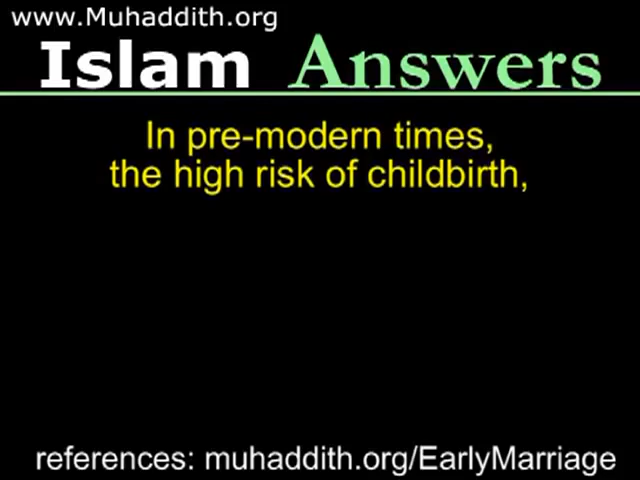 www.Muhaddith.org
Islam Answers
In pre-modern times,
the high risk of childbirth,
references: muhaddith.org/EarlyMarriage